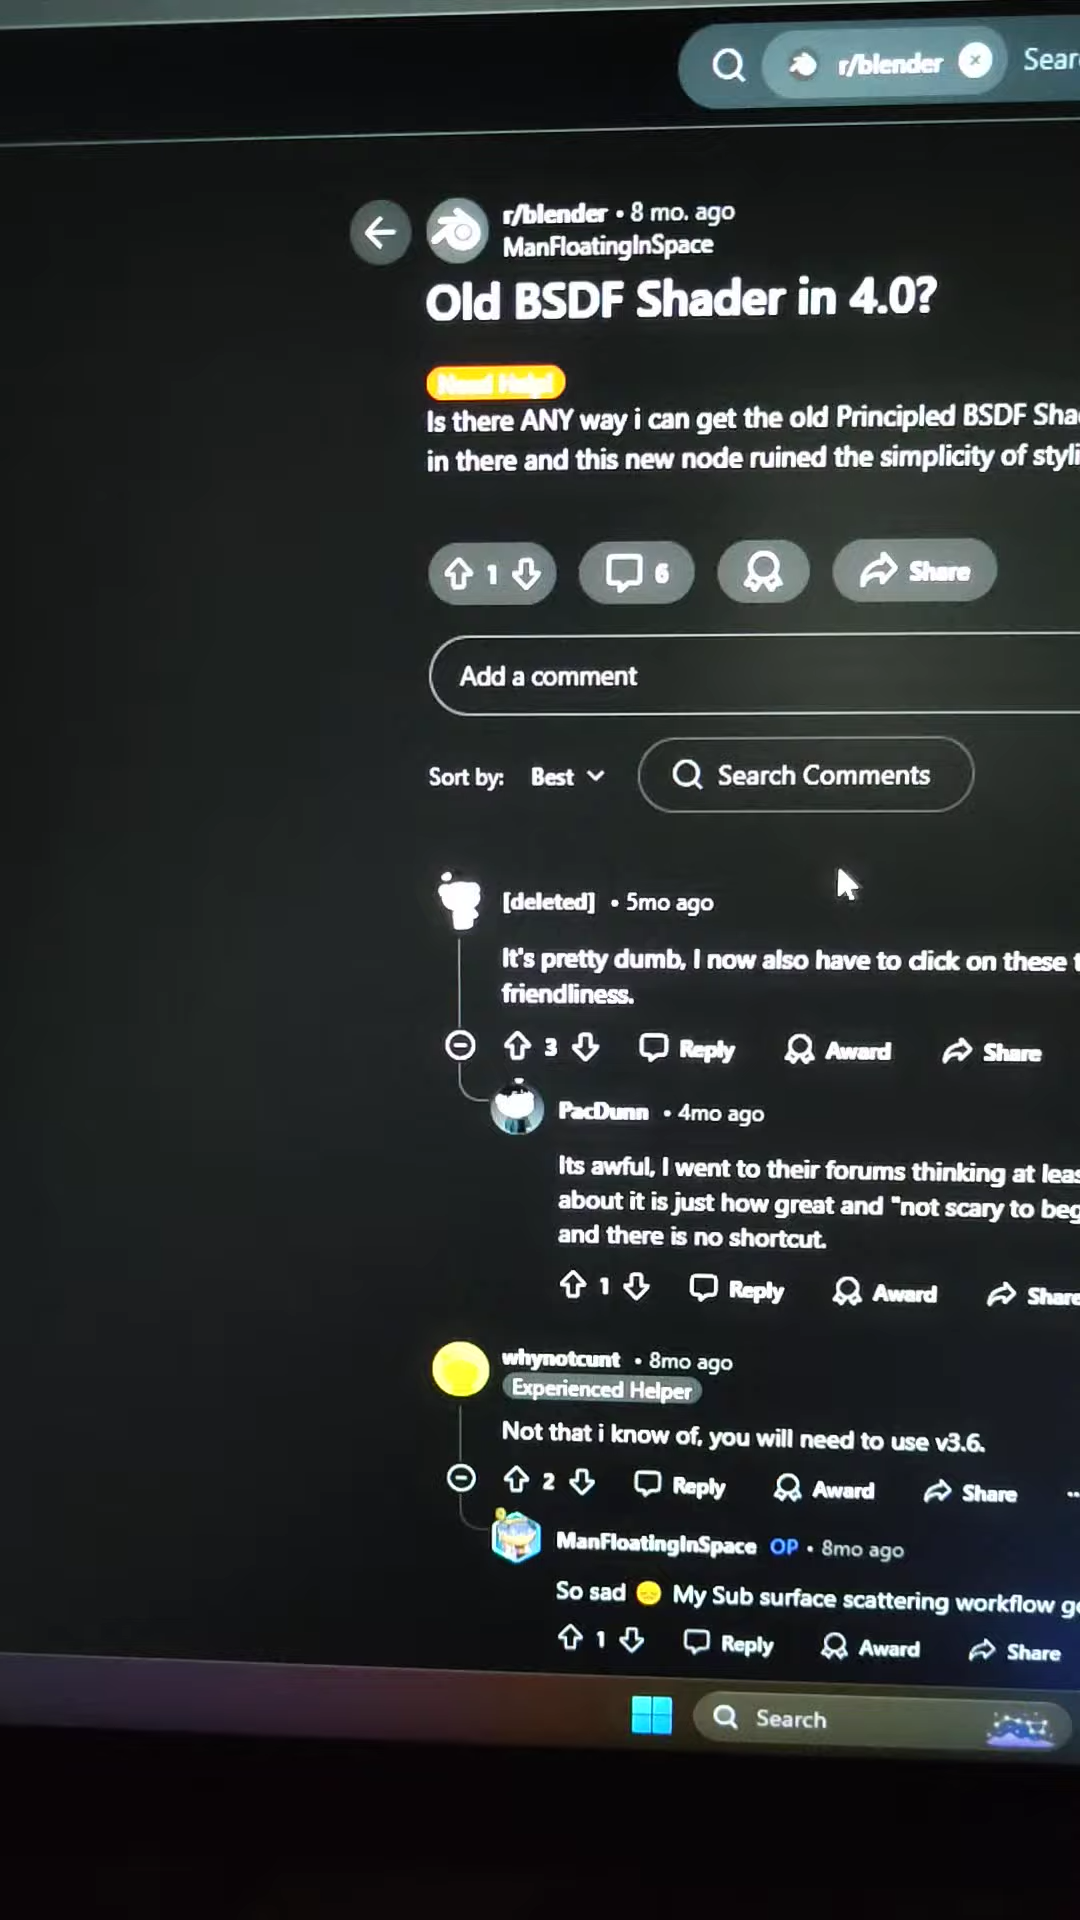 r/blender
Sear
r/blender • 8 mo. ago
ManFloatingInSpace
Old BSDF Shader in 4.0?
Need Help!
Is there ANY way i can get the old Principled BSDF Sha
in there and this new node ruined the simplicity of styli
1
6
Share
Add a comment
Sort by: Best
Search Comments
[deleted] • 5mo ago
It's pretty dumb, I now also have to click on these t
friendliness.
3 Reply Award Share
PacDunn • 4mo ago
Its awful, I went to their forums thinking at leas
about it is just how great and "not scary to beg
and there is no shortcut.
1 Reply Award Share
whynotcunt • 8mo ago
Experienced Helper
Not that i know of, you will need to use v3.6.
2 Reply Award Share ..
ManFloatingInSpace OP • 8mo ago
So sad 😞 My Sub surface scattering workflow g
1 Reply Award Share
Search